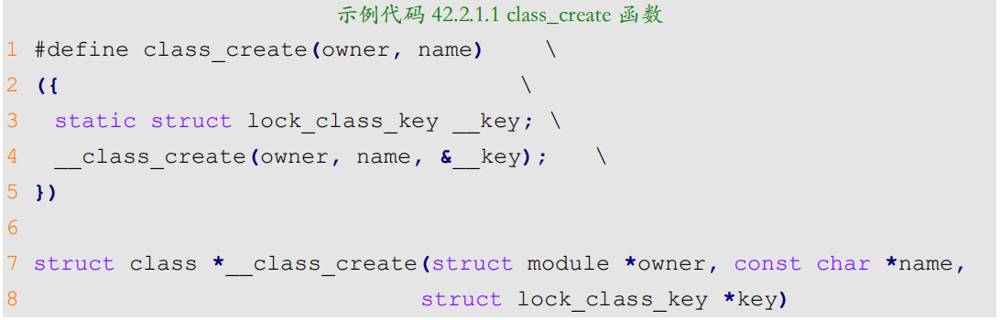 示例代码 42.2.1.1 class_create 函数
1 #define class_create(owner, name) \
2 ({ \
3 static struct lock_class_key __key; \
4 __class_create(owner, name, &__key); \
5 })
6
7 struct class *__class_create(struct module *owner, const char *name,
8 struct lock_class_key *key)